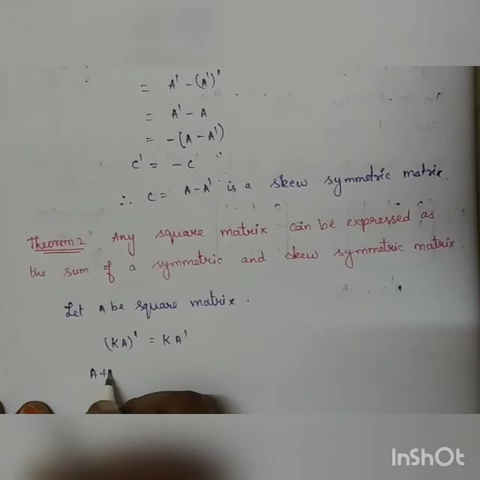 = A' - (A')'
= A' - A
= -(A - A')
C' = - C
∴ C = A - A' is a skew symmetric matrix.
Theorem 2 Any square matrix can be expressed as
the sum of a symmetric and skew symmetric matrix.
Let A be square matrix.
(KA)' = KA'
A+A
InShOt